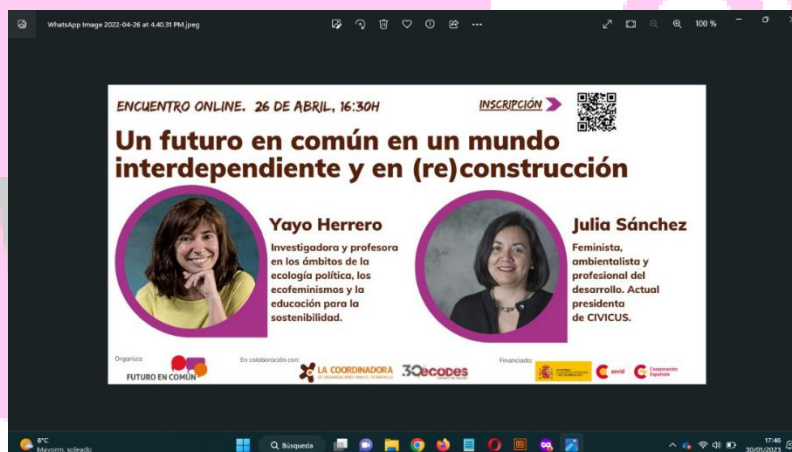 WhatsApp Image 2022-04-26 at 4.40.31 PM.jpeg
100 %
ENCUENTRO ONLINE. 26 DE ABRIL, 16:30H
INSCRIPCIÓN
Un futuro en común en un mundo
interdependiente y en (re)construcción
Yayo Herrero
Investigadora y profesora
en los ámbitos de la
ecología política, los
ecofeminismos y la
educación para la
sostenibilidad.
Julia Sánchez
Feminista,
ambientalista y
profesional del
desarrollo. Actual
presidenta
de CIVICUS.
Organiza:
FUTURO EN COMÚN
En colaboración con:
LA COORDINADORA
30ecodes
Financiado:
aecid
Cooperación
Española
8°C
Mayorm. soleado
Búsqueda
17:46
30/01/2023